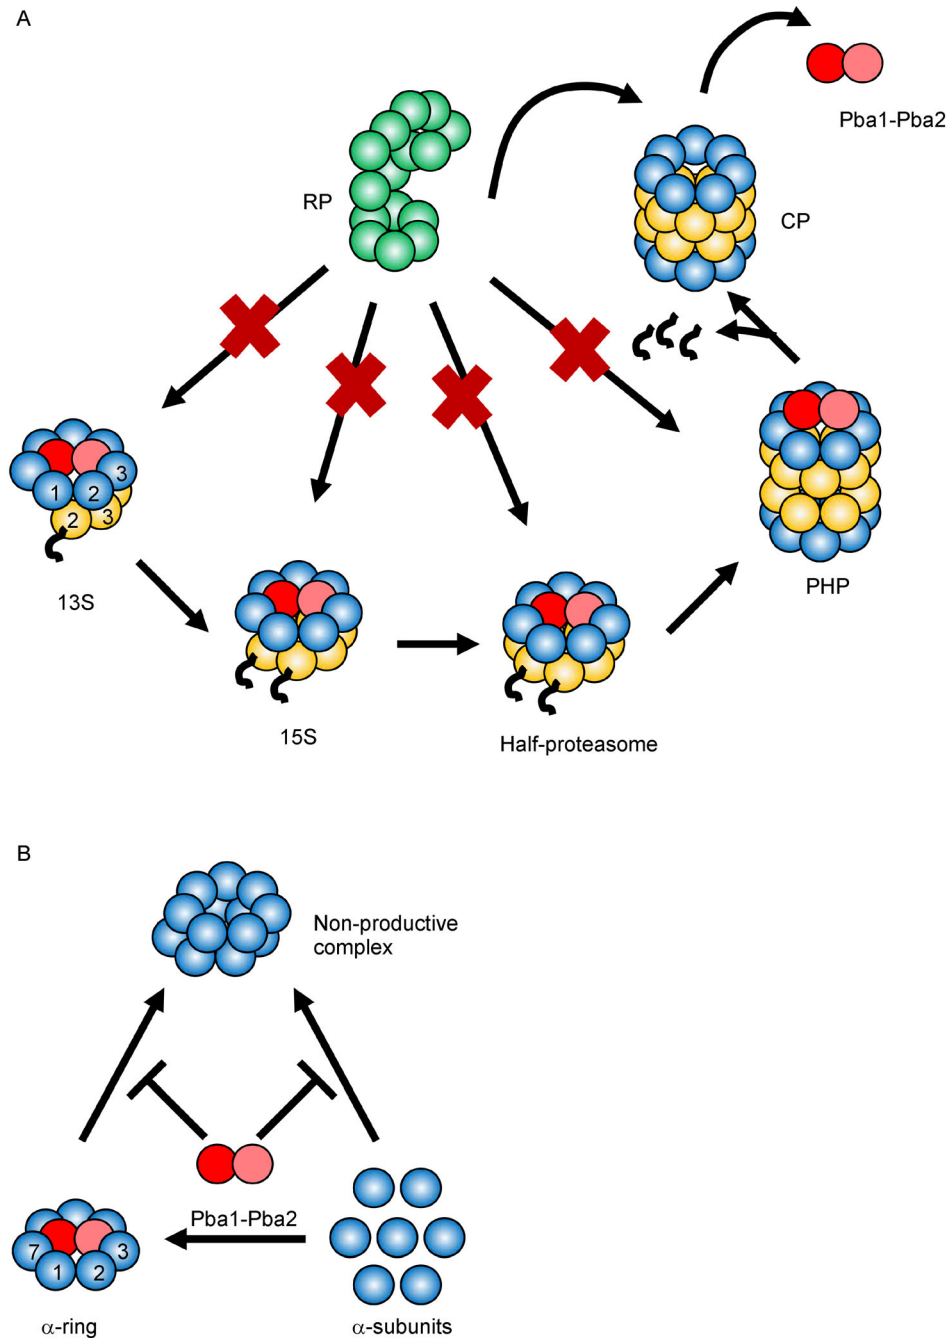 A
Pba1-Pba2
RP
CP
3
1
2
2
3
13S
PHP
15S
Half-proteasome
B
Non-productive
complex
Pba1-Pba2
7
3
1
2
α-ring
α-subunits